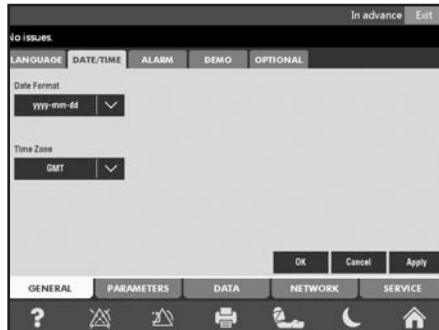 In advance Exit
No issues.
LANGUAGE DATE/TIME ALARM DEMO OPTIONAL
Date Format
yyyy-mm-dd
Time Zone
GMT
OK Cancel Apply
GENERAL PARAMETERS DATA NETWORK SERVICE
?